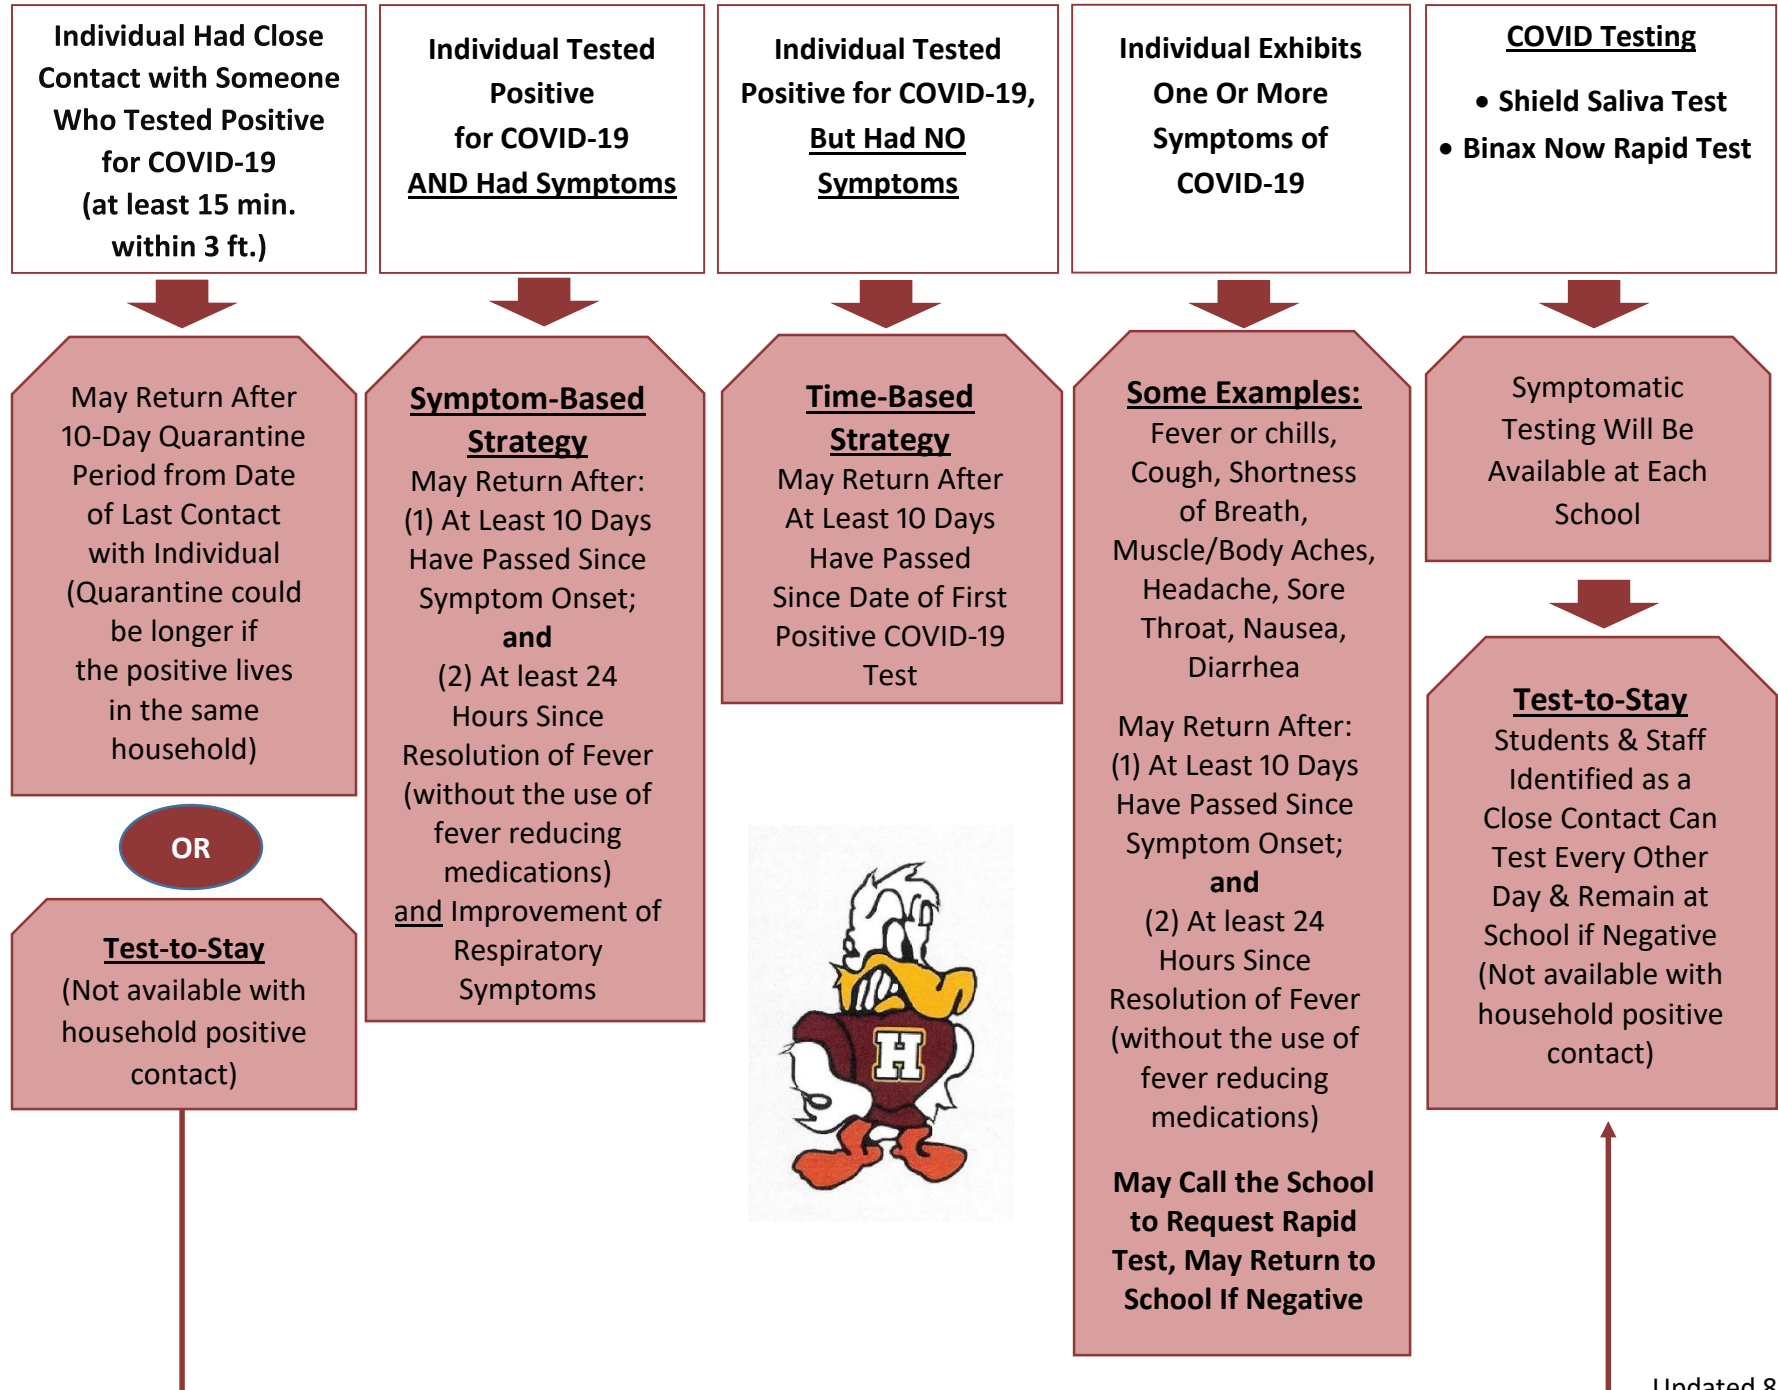 Individual Had Close
Contact with Someone
Who Tested Positive
for COVID-19
(at least 15 min.
within 3 ft.)
May Return After
10-Day Quarantine
Period from Date
of Last Contact
with Individual
(Quarantine could
be longer if
the positive lives
in the same
household)
OR
Test-to-Stay
(Not available with
household positive
contact)
Individual Tested
Positive
for COVID-19
AND Had Symptoms
Symptom-Based
Strategy
May Return After:
(1) At Least 10 Days
Have Passed Since
Symptom Onset;
and
(2) At least 24
Hours Since
Resolution of Fever
(without the use of
fever reducing
medications)
and Improvement of
Respiratory
Symptoms
Individual Tested
Positive for COVID-19,
But Had NO
Symptoms
Time-Based
Strategy
May Return After
At Least 10 Days
Have Passed
Since Date of First
Positive COVID-19
Test
H
Individual Exhibits
One Or More
Symptoms of
COVID-19
Some Examples:
Fever or chills,
Cough, Shortness
of Breath,
Muscle/Body Aches,
Headache, Sore
Throat, Nausea,
Diarrhea
May Return After:
(1) At Least 10 Days
Have Passed Since
Symptom Onset;
and
(2) At least 24
Hours Since
Resolution of Fever
(without the use of
fever reducing
medications)
May Call the School
to Request Rapid
Test, May Return to
School If Negative
COVID Testing
• Shield Saliva Test
• Binax Now Rapid Test
Symptomatic
Testing Will Be
Available at Each
School
Test-to-Stay
Students & Staff
Identified as a
Close Contact Can
Test Every Other
Day & Remain at
School if Negative
(Not available with
household positive
contact)
Updated 8